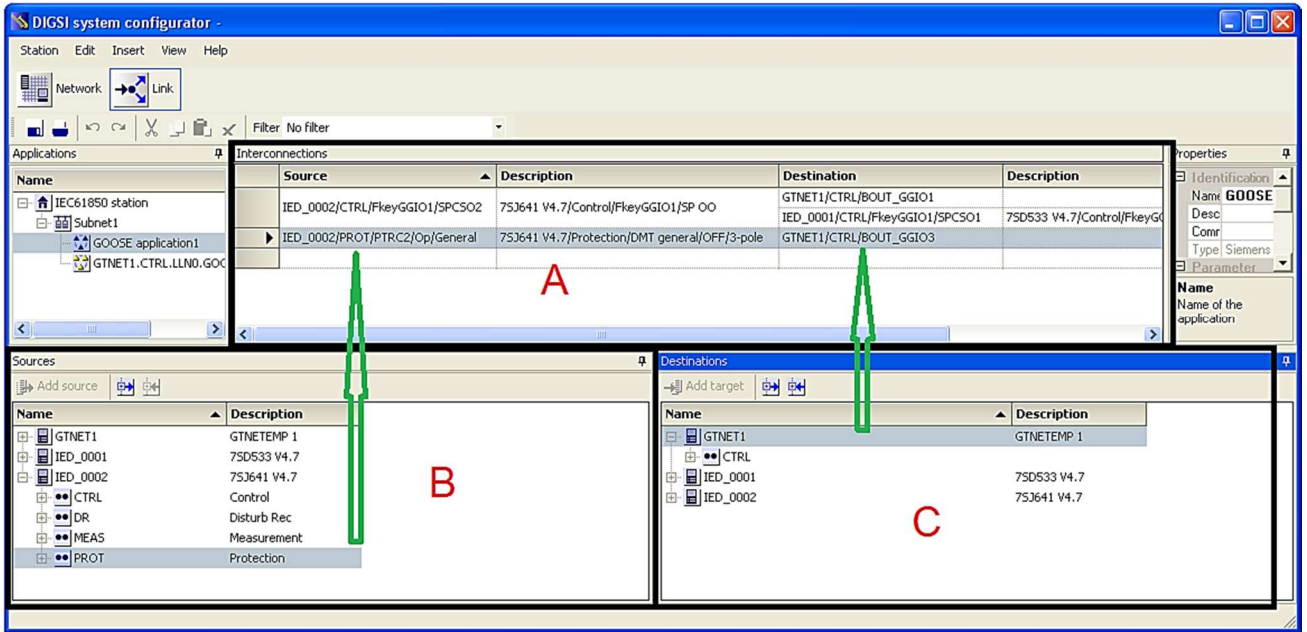 DIGSI system configurator -
Station Edit Insert View Help
Network Link
Filter No filter
Applications
Name
IEC61850 station
Subnet1
GOOSE application1
GTNET1.CTRL.LLN0.GOO
Interconnections
Source Description Destination Description
IED_0002/CTRL/FkeyGGIO1/SPCSO2 7SJ641 V4.7/Control/FkeyGGIO1/SP OO GTNET1/CTRL/BOUT_GGIO1
IED_0001/CTRL/FkeyGGIO1/SPCSO1 7SD533 V4.7/Control/FkeyGG
IED_0002/PROT/PTRC2/Op/General 7SJ641 V4.7/Protection/DMT general/OFF/3-pole GTNET1/CTRL/BOUT_GGIO3
A
Properties
Identification
Name GOOSE
Desc
Comr
Type Siemens
Parameter
Name
Name of the
application
Sources
Add source
Name Description
GTNET1 GTNETEMP 1
IED_0001 7SD533 V4.7
IED_0002 7SJ641 V4.7
CTRL Control
DR Disturb Rec
MEAS Measurement
PROT Protection
B
Destinations
Add target
Name Description
GTNET1 GTNETEMP 1
CTRL
IED_0001 7SD533 V4.7
IED_0002 7SJ641 V4.7
C